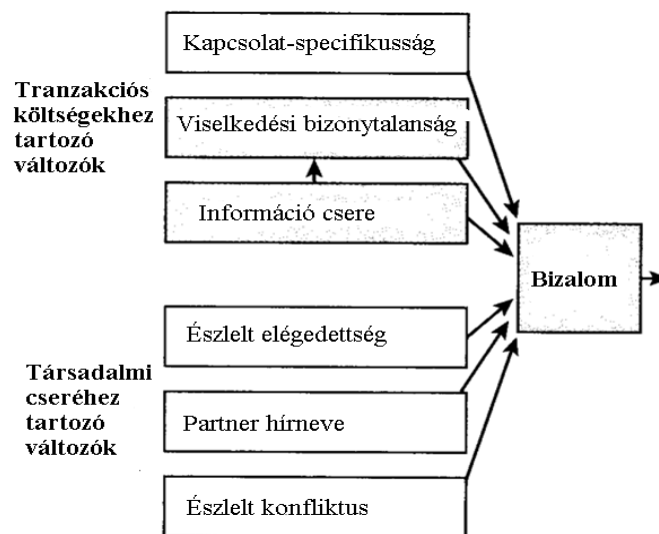 Kapcsolat-specifikusság
Tranzakciós
költségekhez
tartozó
változók
Viselkedési bizonytalanság
Információ csere
Bizalom
Észlelt elégedettség
Társadalmi
cseréhez
tartozó
változók
Partner hírneve
Észlelt konfliktus